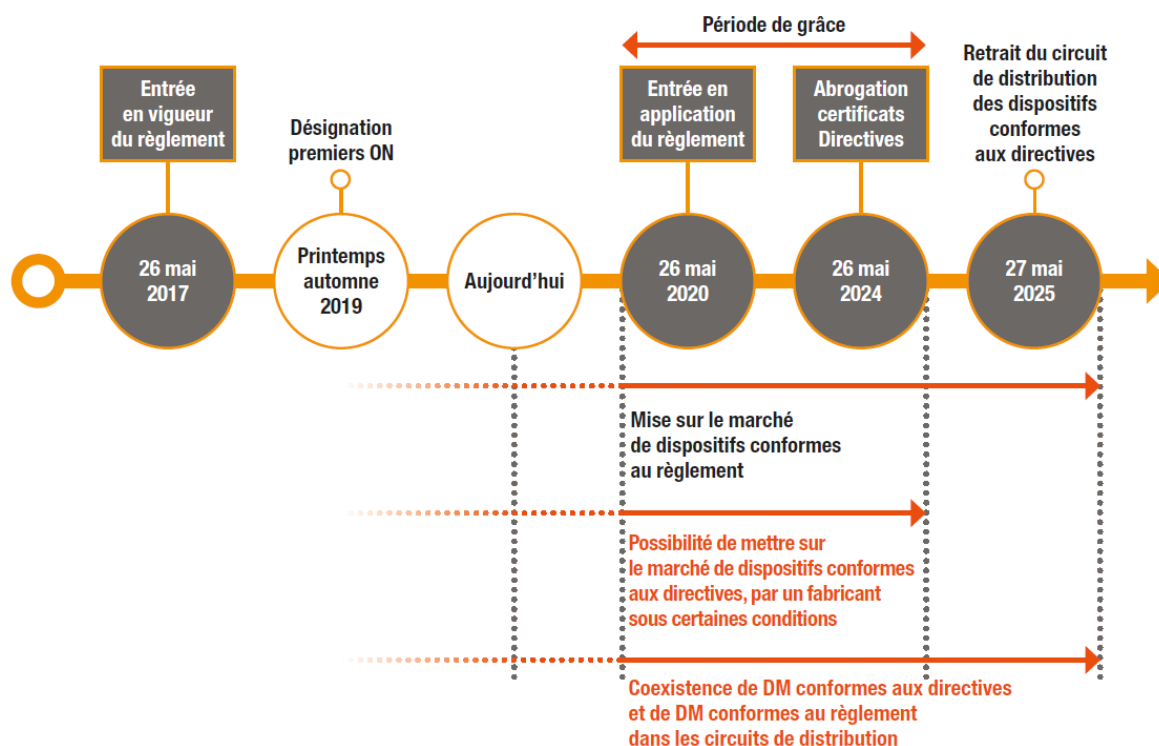 Période de grâce
Entrée
en vigueur
du règlement
Désignation
premiers ON
Entrée en
application
du règlement
Abrogation
certificats
Directives
Retrait du circuit
de distribution
des dispositifs
conformes
aux directives
26 mai
2017
Printemps
automne
2019
Aujourd'hui
26 mai
2020
26 mai
2024
27 mai
2025
Mise sur le marché
de dispositifs conformes
au règlement
Possibilité de mettre sur
le marché de dispositifs conformes
aux directives, par un fabricant
sous certaines conditions
Coexistence de DM conformes aux directives
et de DM conformes au règlement
dans les circuits de distribution